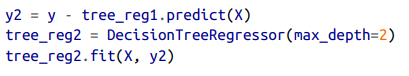 y2 = y - tree_reg1.predict(X)
tree_reg2 = DecisionTreeRegressor(max_depth=2)
tree_reg2.fit(X, y2)